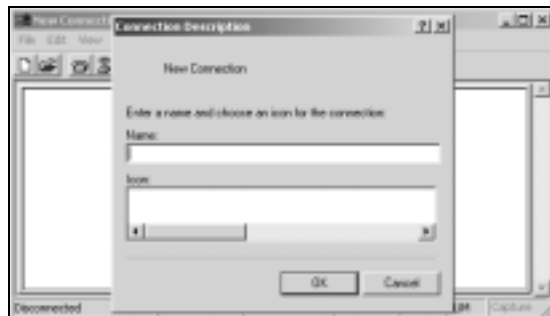 New Connecti
File Edit View
Connection Description
New Connection
Enter a name and choose an icon for the connection:
Name:
Icon:
OK Cancel
Disconnected
Capture